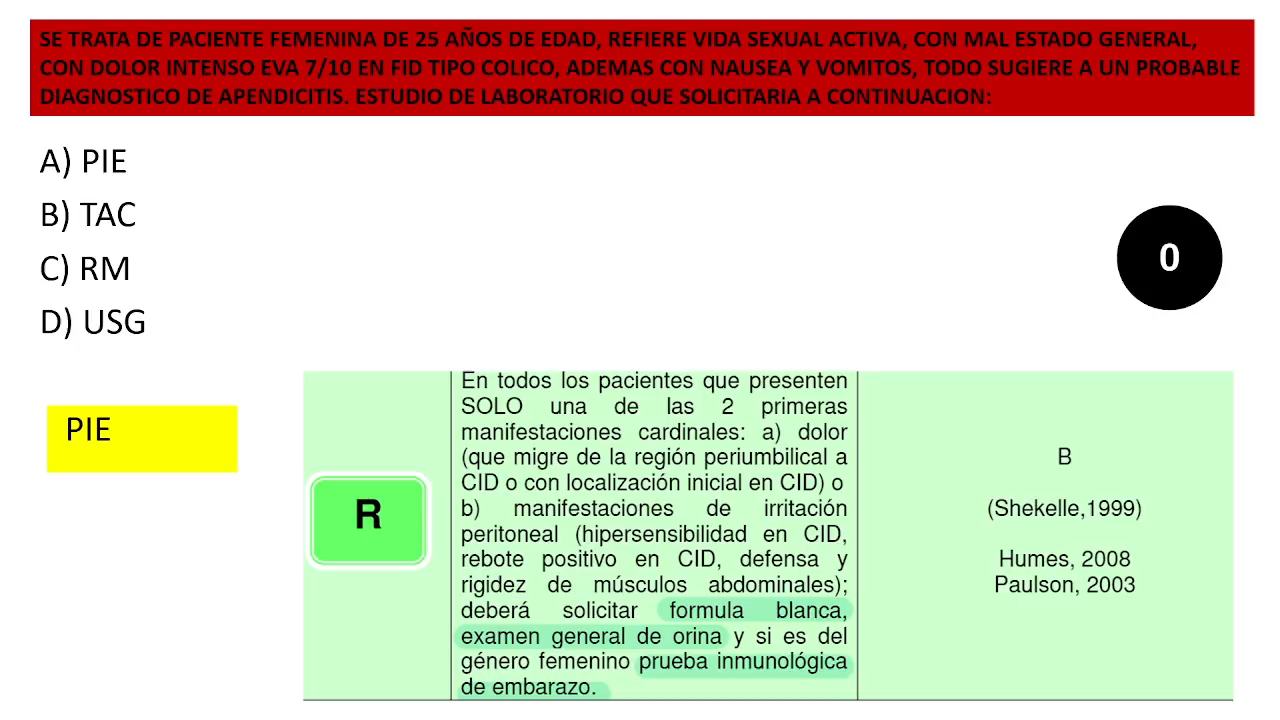 SE TRATA DE PACIENTE FEMENINA DE 25 AÑOS DE EDAD, REFIERE VIDA SEXUAL ACTIVA, CON MAL ESTADO GENERAL,
CON DOLOR INTENSO EVA 7/10 EN FID TIPO COLICO, ADEMAS CON NAUSEA Y VOMITOS, TODO SUGIERE A UN PROBABLE
DIAGNOSTICO DE APENDICITIS. ESTUDIO DE LABORATORIO QUE SOLICITARIA A CONTINUACION:
A) PIE
B) TAC
C) RM
D) USG
0
PIE
R
En todos los pacientes que presenten
SOLO una de las 2 primeras
manifestaciones cardinales: a) dolor
(que migre de la región periumbilical a
CID o con localización inicial en CID) o
b) manifestaciones de irritación
peritoneal (hipersensibilidad en CID,
rebote positivo en CID, defensa y
rigidez de músculos abdominales);
deberá solicitar formula blanca,
examen general de orina y si es del
género femenino prueba inmunológica
de embarazo.
B
(Shekelle,1999)
Humes, 2008
Paulson, 2003